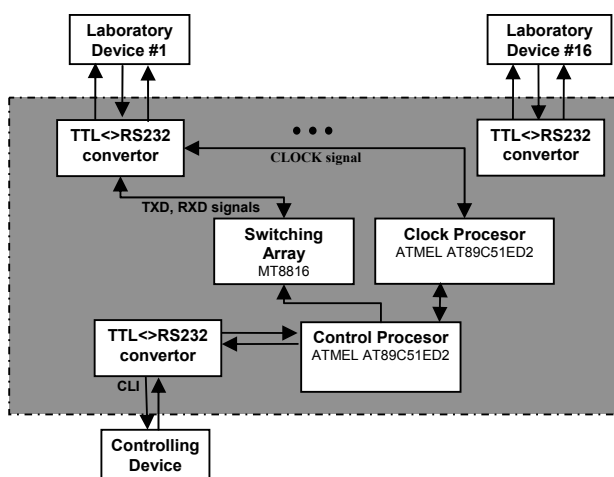 Laboratory
Device #1
Laboratory
Device #16
TTL<>RS232
convertor
• • •
TTL<>RS232
convertor
CLOCK signal
TXD, RXD signals
Switching
Array
MT8816
Clock Procesor
ATMEL AT89C51ED2
TTL<>RS232
convertor
Control Procesor
ATMEL AT89C51ED2
CLI
Controlling
Device